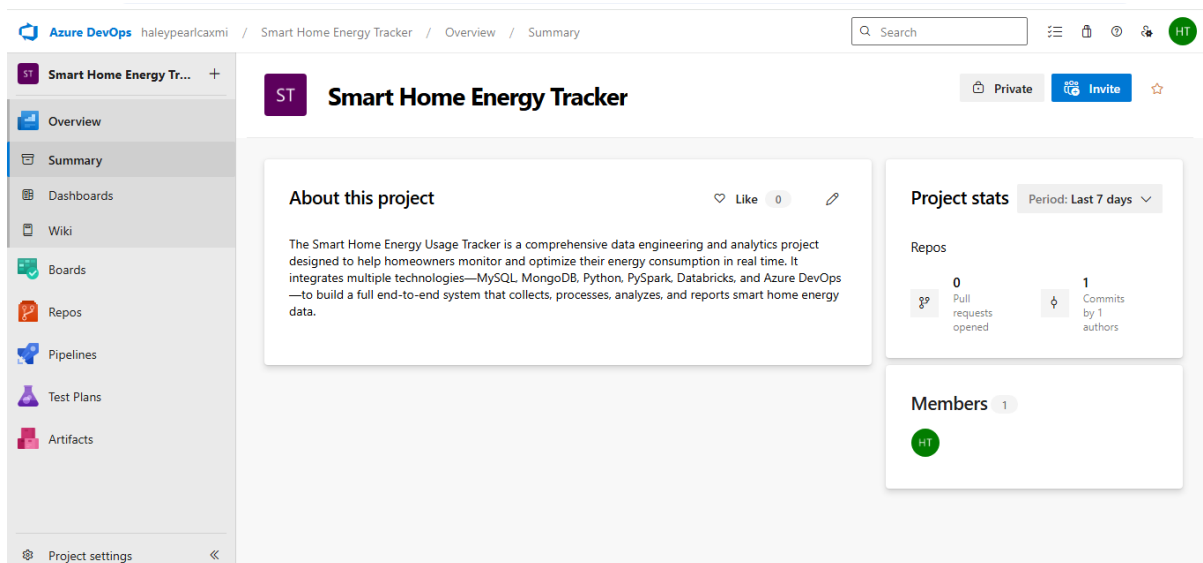 Azure DevOps haleypearlcaxmi / Smart Home Energy Tracker / Overview / Summary
Search
HT
ST Smart Home Energy Tr... +
Overview
Summary
Dashboards
Wiki
Boards
Repos
Pipelines
Test Plans
Artifacts
Project settings
ST Smart Home Energy Tracker
Private
Invite
About this project
Like 0
The Smart Home Energy Usage Tracker is a comprehensive data engineering and analytics project
designed to help homeowners monitor and optimize their energy consumption in real time. It
integrates multiple technologies—MySQL, MongoDB, Python, PySpark, Databricks, and Azure DevOps
—to build a full end-to-end system that collects, processes, analyzes, and reports smart home energy
data.
Project stats
Period: Last 7 days
Repos
0
Pull
requests
opened
1
Commits
by 1
authors
Members 1
HT